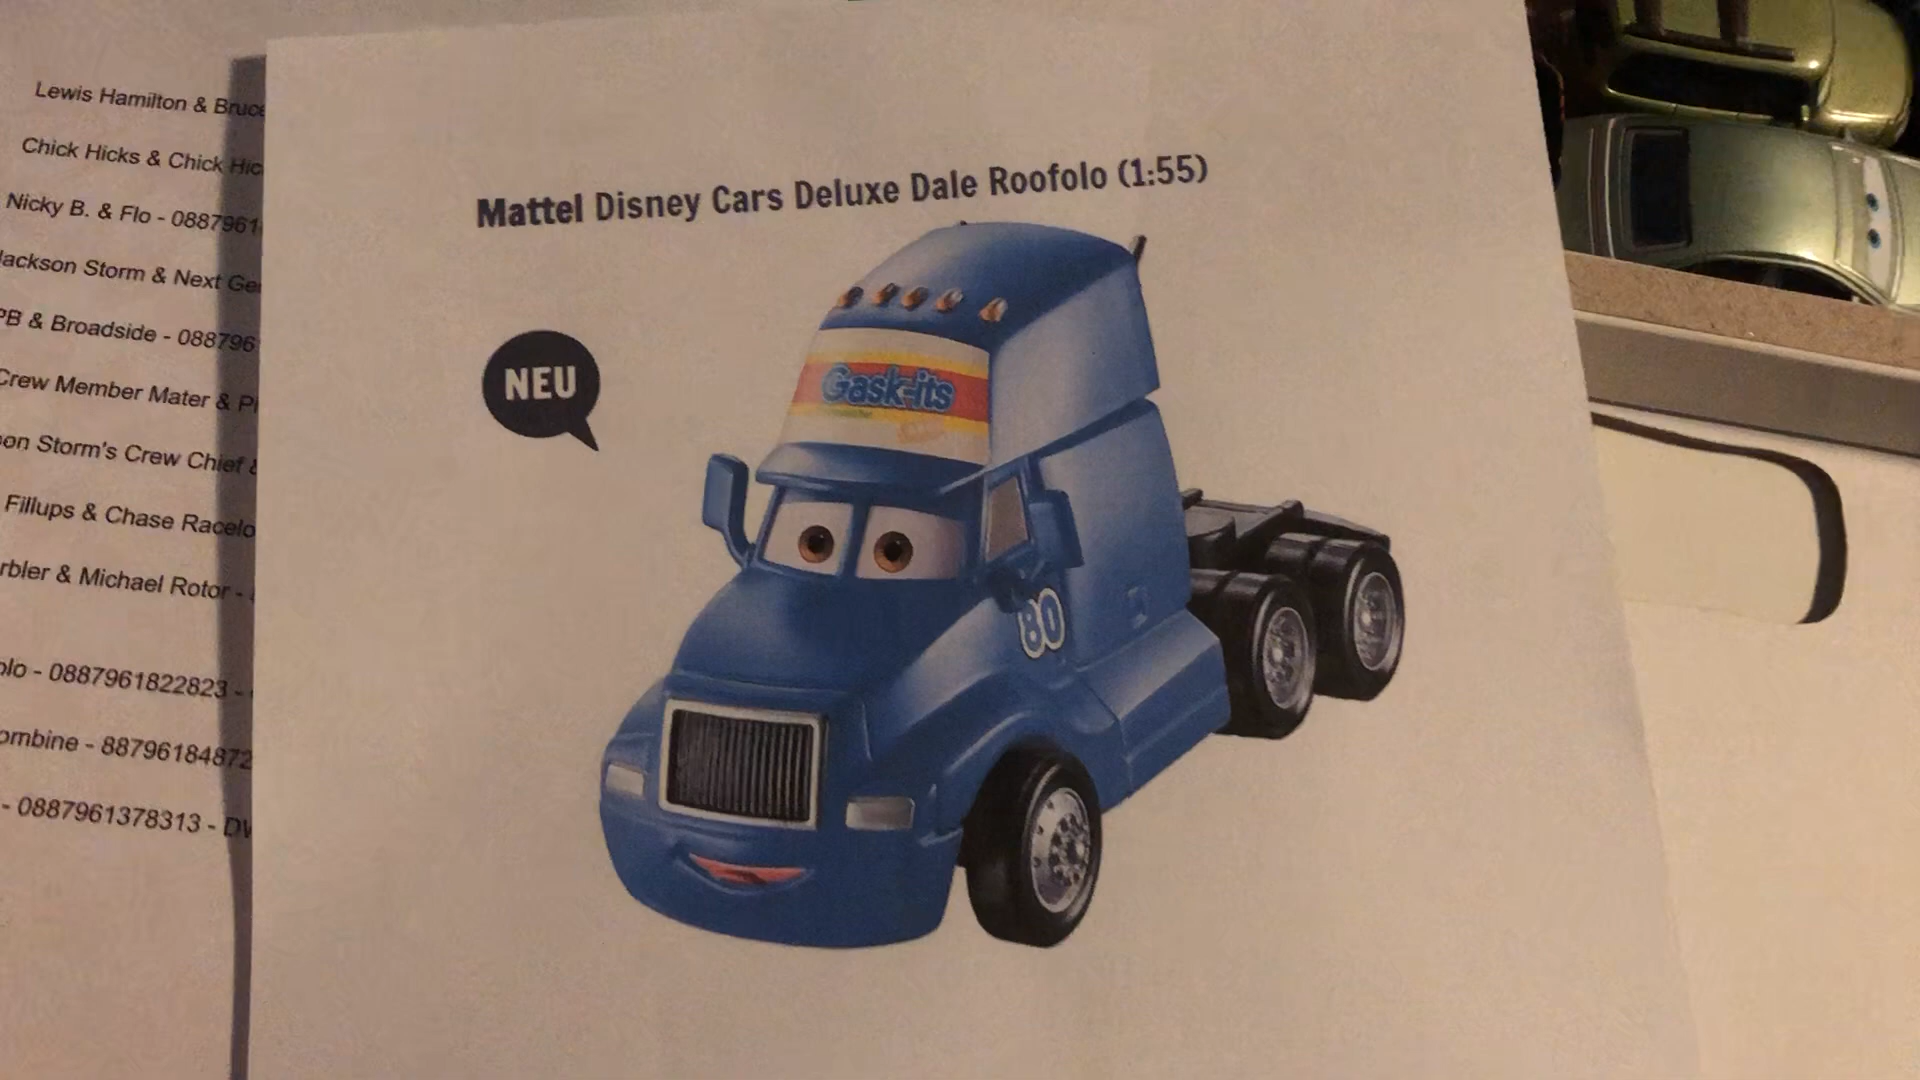 Lewis Hamilton & Bruce
Chick Hicks & Chick Hic
Nicky B. & Flo - 0887961
Jackson Storm & Next Ge
PB & Broadside - 088796
Crew Member Mater & Pi
on Storm's Crew Chief &
Fillups & Chase Racelo
rbler & Michael Rotor -
olo - 0887961822823 -
ombine - 88796184872
- 0887961378313 - DV
Mattel Disney Cars Deluxe Dale Roofolo (1:55)
NEU
Gask-its
80